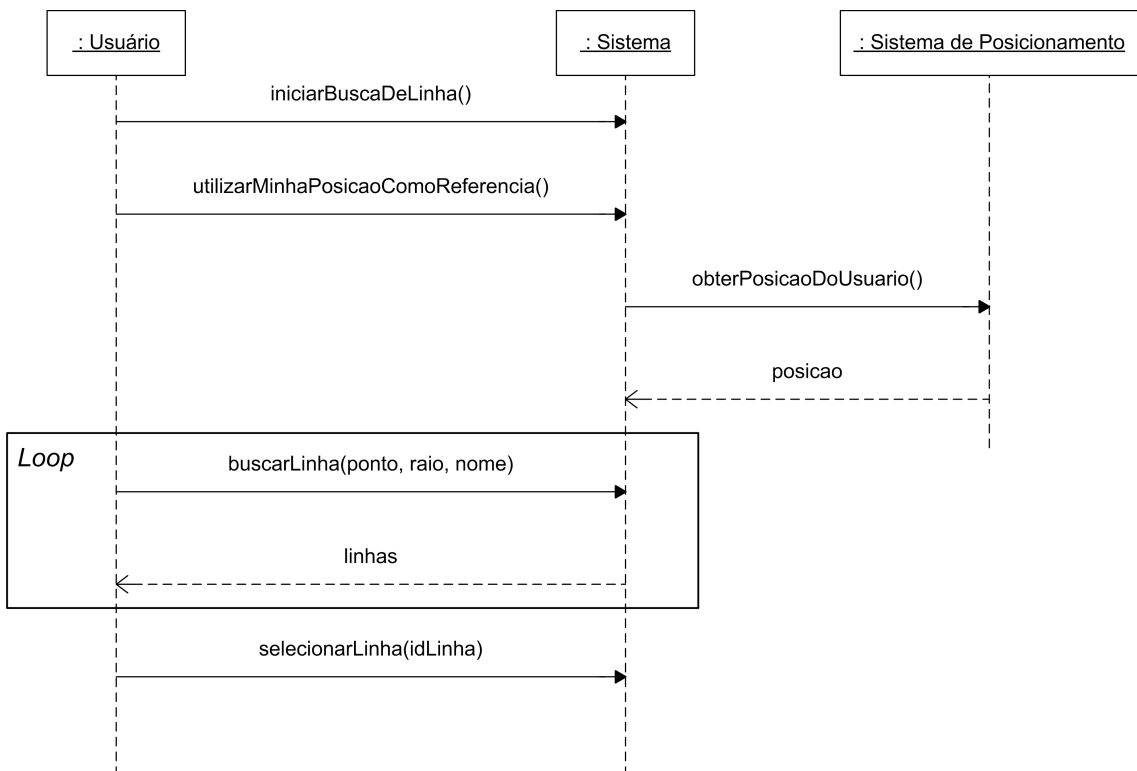 : Usuário
: Sistema
: Sistema de Posicionamento
iniciarBuscaDeLinha()
utilizarMinhaPosicaoComoReferencia()
obterPosicaoDoUsuario()
posicao
Loop
buscarLinha(ponto, raio, nome)
linhas
selecionarLinha(idLinha)